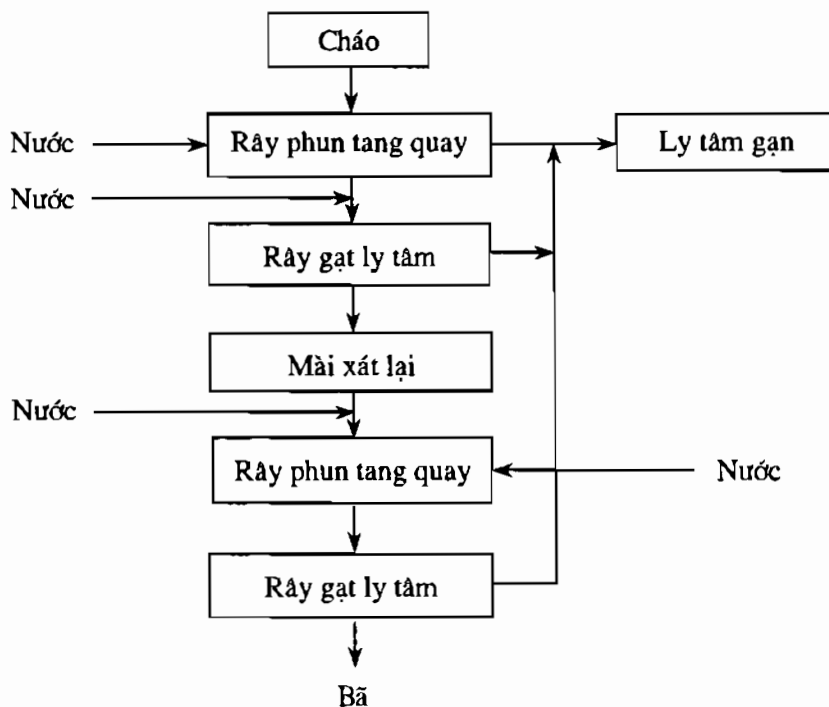 Cháo
Nước
Rây phun tang quay
Ly tâm gạn
Nước
Rây gạt ly tâm
Mài xát lại
Nước
Rây phun tang quay
Nước
Rây gạt ly tâm
Bã